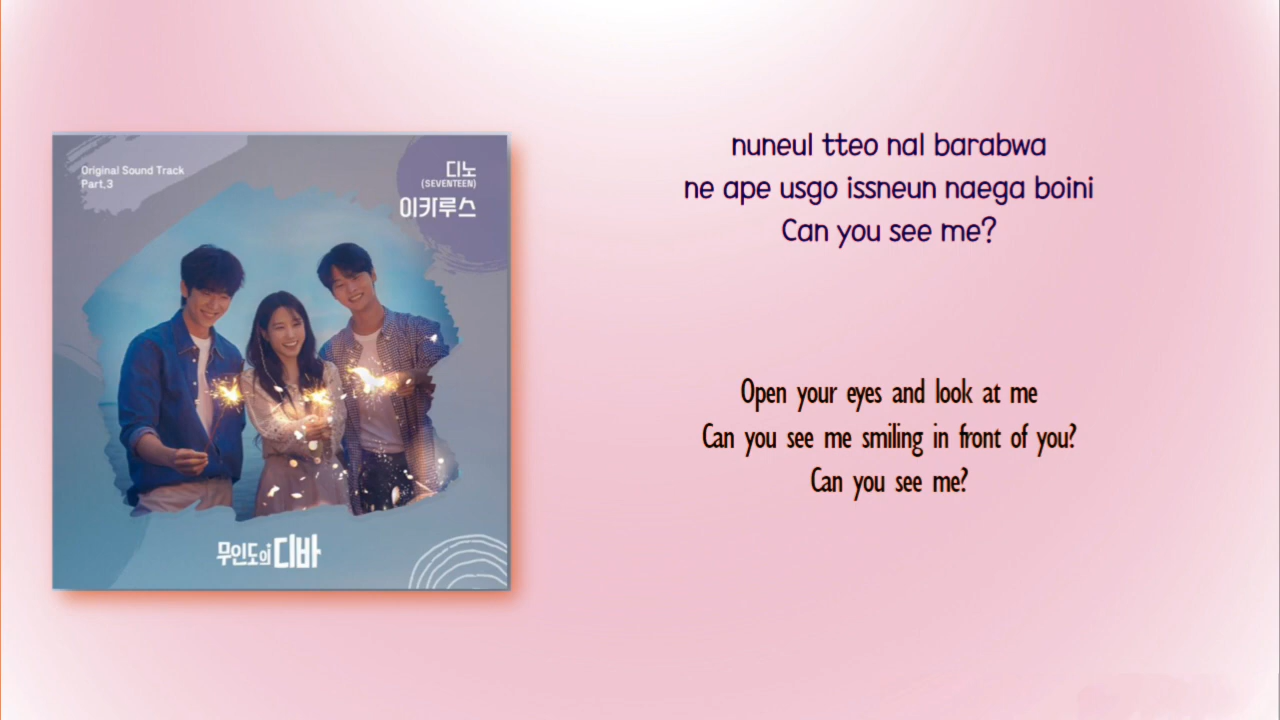 Original Sound Track
Part.3
디노
(SEVENTEEN)
이카루스
무인도의 디바
nuneul tteo nal barabwa
ne ape usgo issneun naega boini
Can you see me?
Open your eyes and look at me
Can you see me smiling in front of you?
Can you see me?